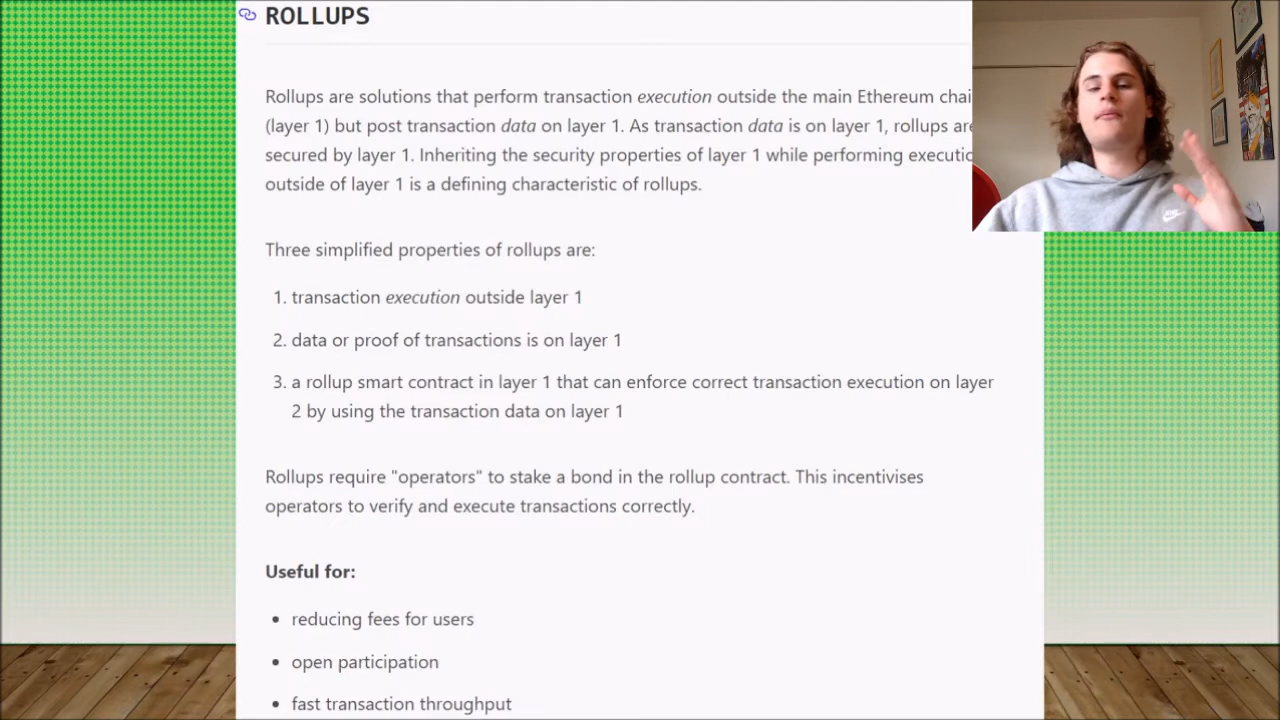 ROLLUPS
Rollups are solutions that perform transaction execution outside the main Ethereum chai
(layer 1) but post transaction data on layer 1. As transaction data is on layer 1, rollups are
secured by layer 1. Inheriting the security properties of layer 1 while performing executio
outside of layer 1 is a defining characteristic of rollups.
Three simplified properties of rollups are:
1. transaction execution outside layer 1
2. data or proof of transactions is on layer 1
3. a rollup smart contract in layer 1 that can enforce correct transaction execution on layer
2 by using the transaction data on layer 1
Rollups require "operators" to stake a bond in the rollup contract. This incentivises
operators to verify and execute transactions correctly.
Useful for:
• reducing fees for users
• open participation
• fast transaction throughput